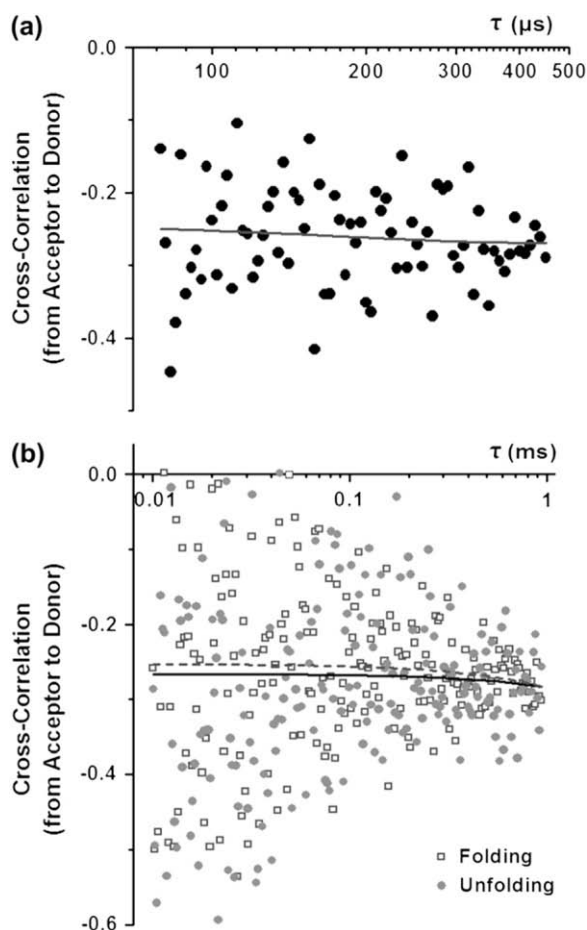 (a)
τ (µs)
0.0
100
200
300
400
500
-0.2
-0.4
Cross-Correlation
(from Acceptor to Donor)
(b)
τ (ms)
0.0
0.01
0.1
1
-0.2
-0.4
-0.6
Cross-Correlation
(from Acceptor to Donor)
Folding
Unfolding